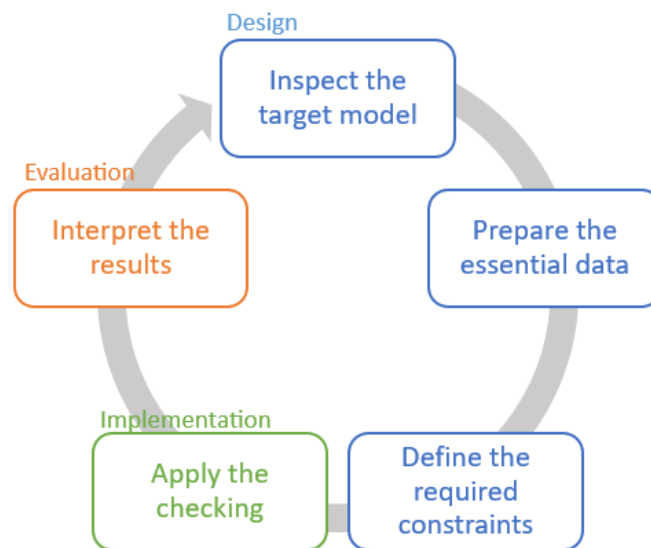 Design
Inspect the
target model
Prepare the
essential data
Define the
required
constraints
Implementation
Apply the
checking
Evaluation
Interpret the
results